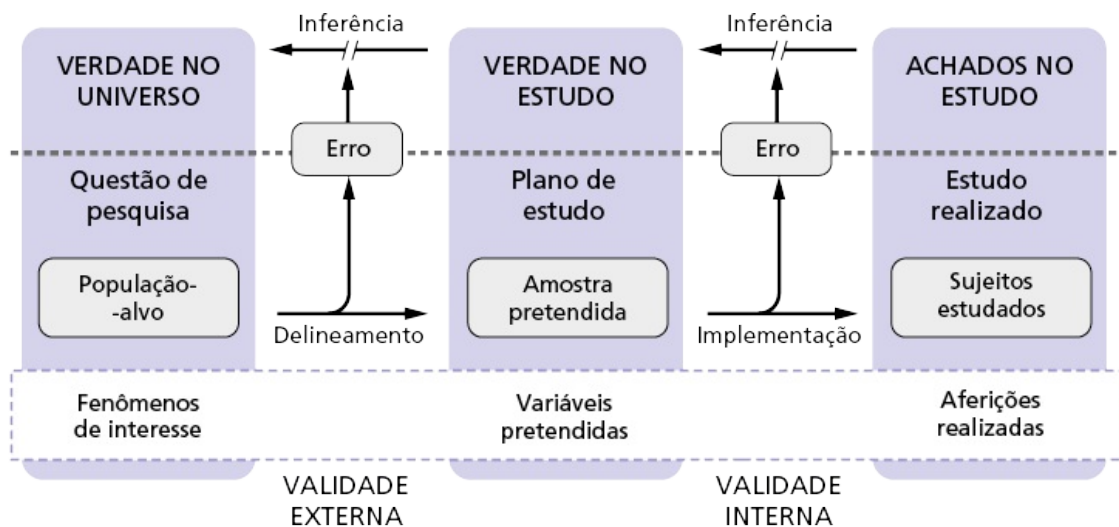 Inferência
Inferência
VERDADE NO
UNIVERSO
VERDADE NO
ESTUDO
ACHADOS NO
ESTUDO
Erro
Erro
Questão de
pesquisa
Plano de
estudo
Estudo
realizado
População-
-alvo
Amostra
pretendida
Sujeitos
estudados
Delineamento
Implementação
Fenômenos
de interesse
Variáveis
pretendidas
Aferições
realizadas
VALIDADE
EXTERNA
VALIDADE
INTERNA